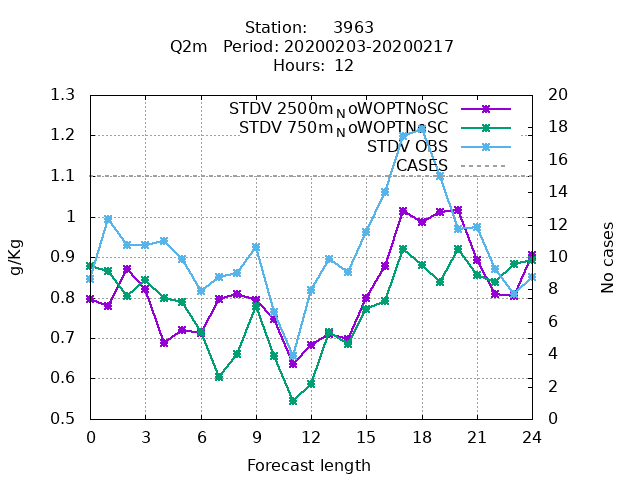 Station: 3963
Q2m Period: 20200203-20200217
Hours: 12
1.3
1.2
1.1
1
0.9
0.8
0.7
0.6
0.5
20
18
16
14
12
10
8
6
4
2
0
STDV 2500mNoWOPTNoSC
STDV 750mNoWOPTNoSC
STDV OBS
CASES
g/Kg
No cases
0 3 6 9 12 15 18 21 24
Forecast length